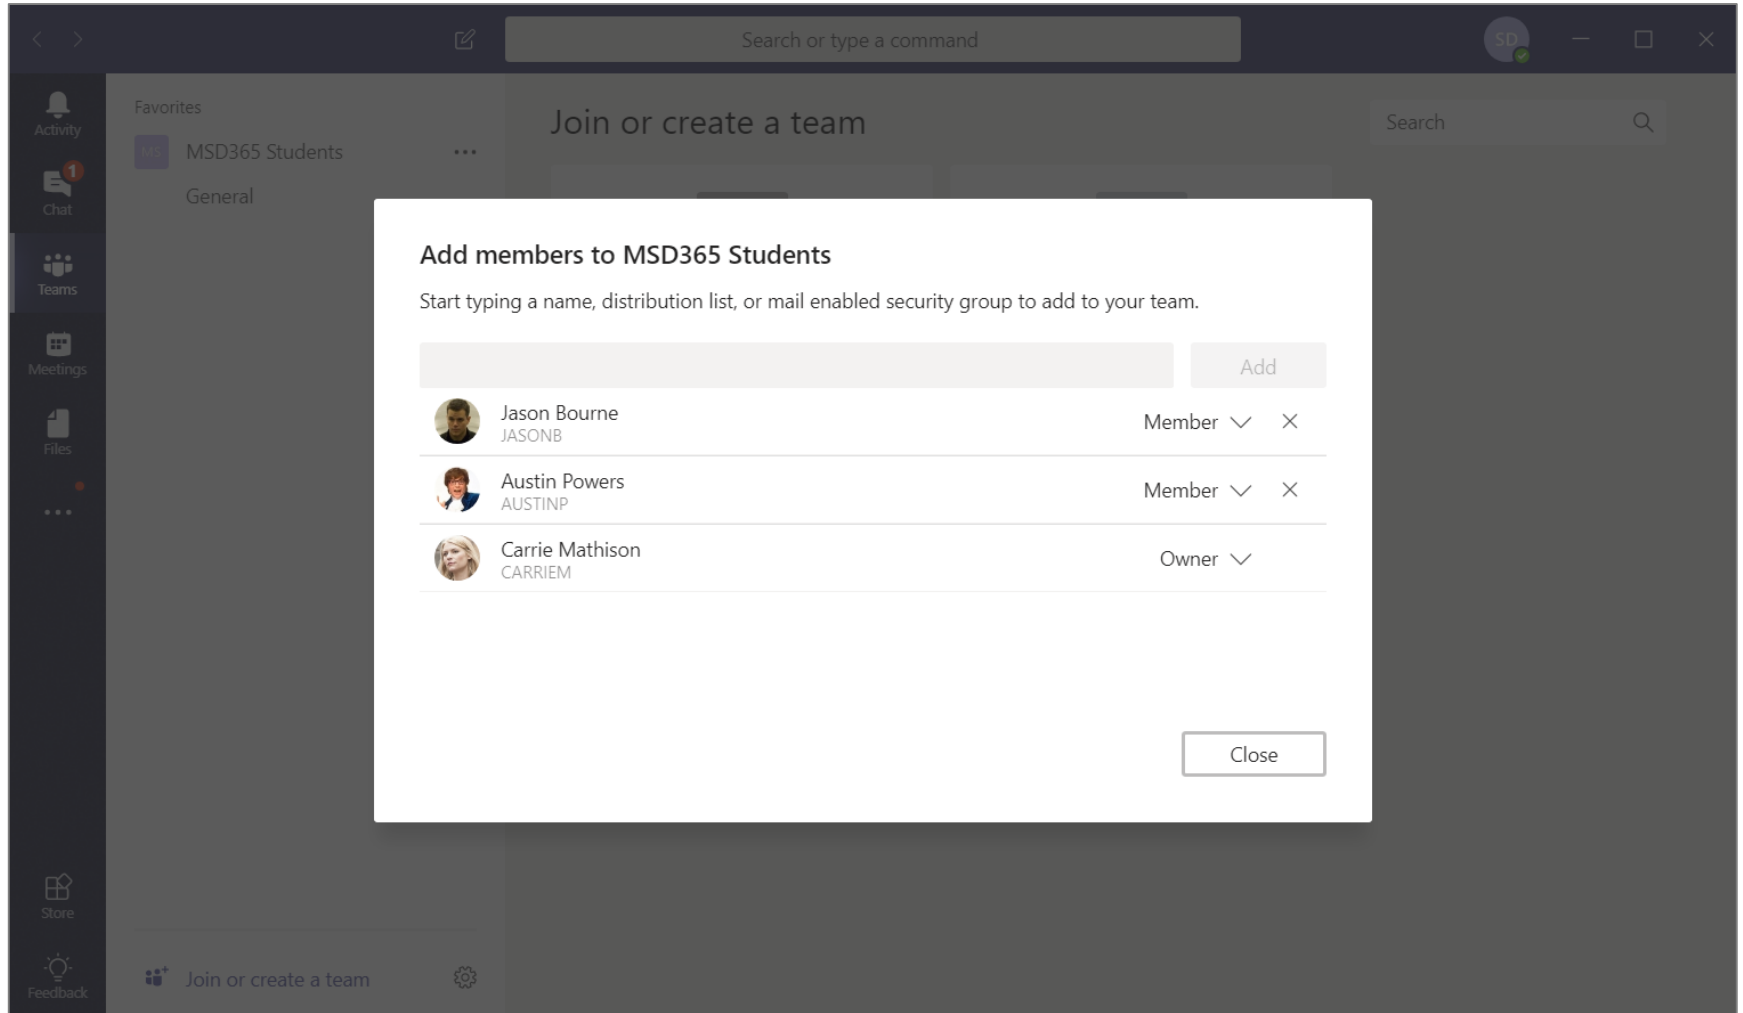 Search or type a command
SD
Activity
1
Chat
Teams
Meetings
Files
Store
Feedback
Favorites
MS
MSD365 Students
General
Join or create a team
Join or create a team
Search
Add members to MSD365 Students
Start typing a name, distribution list, or mail enabled security group to add to your team.
Add
Jason Bourne
JASONB
Member
Austin Powers
AUSTINP
Member
Carrie Mathison
CARRIEM
Owner
Close